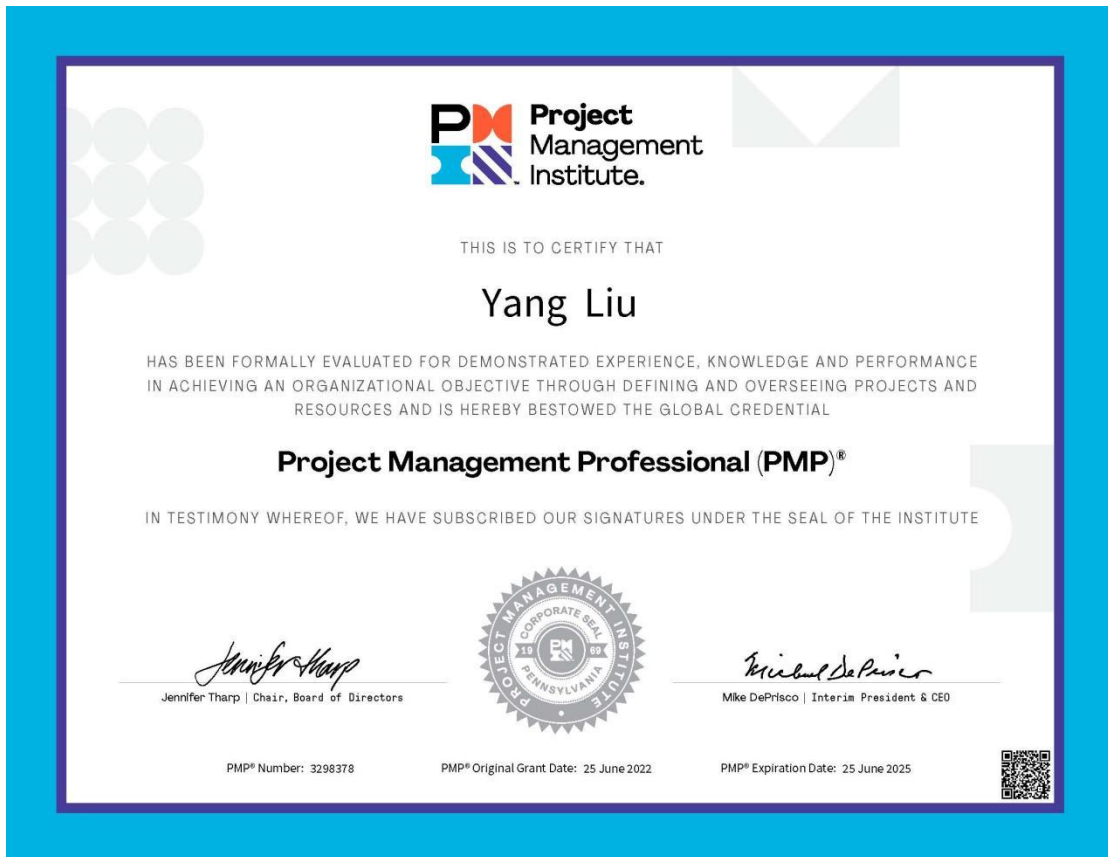 PM
Project
Management
Institute.
THIS IS TO CERTIFY THAT
Yang Liu
HAS BEEN FORMALLY EVALUATED FOR DEMONSTRATED EXPERIENCE, KNOWLEDGE AND PERFORMANCE
IN ACHIEVING AN ORGANIZATIONAL OBJECTIVE THROUGH DEFINING AND OVERSEEING PROJECTS AND
RESOURCES AND IS HEREBY BESTOWED THE GLOBAL CREDENTIAL
Project Management Professional (PMP)®
IN TESTIMONY WHEREOF, WE HAVE SUBSCRIBED OUR SIGNATURES UNDER THE SEAL OF THE INSTITUTE
PROJECT MANAGEMENT INSTITUTE
CORPORATE SEAL
19 PM 69
PENNSYLVANIA
Jennifer Tharp
Jennifer Tharp | Chair, Board of Directors
Michael DePrisco
Mike DePrisco | Interim President & CEO
PMP® Number: 3298378
PMP® Original Grant Date: 25 June 2022
PMP® Expiration Date: 25 June 2025